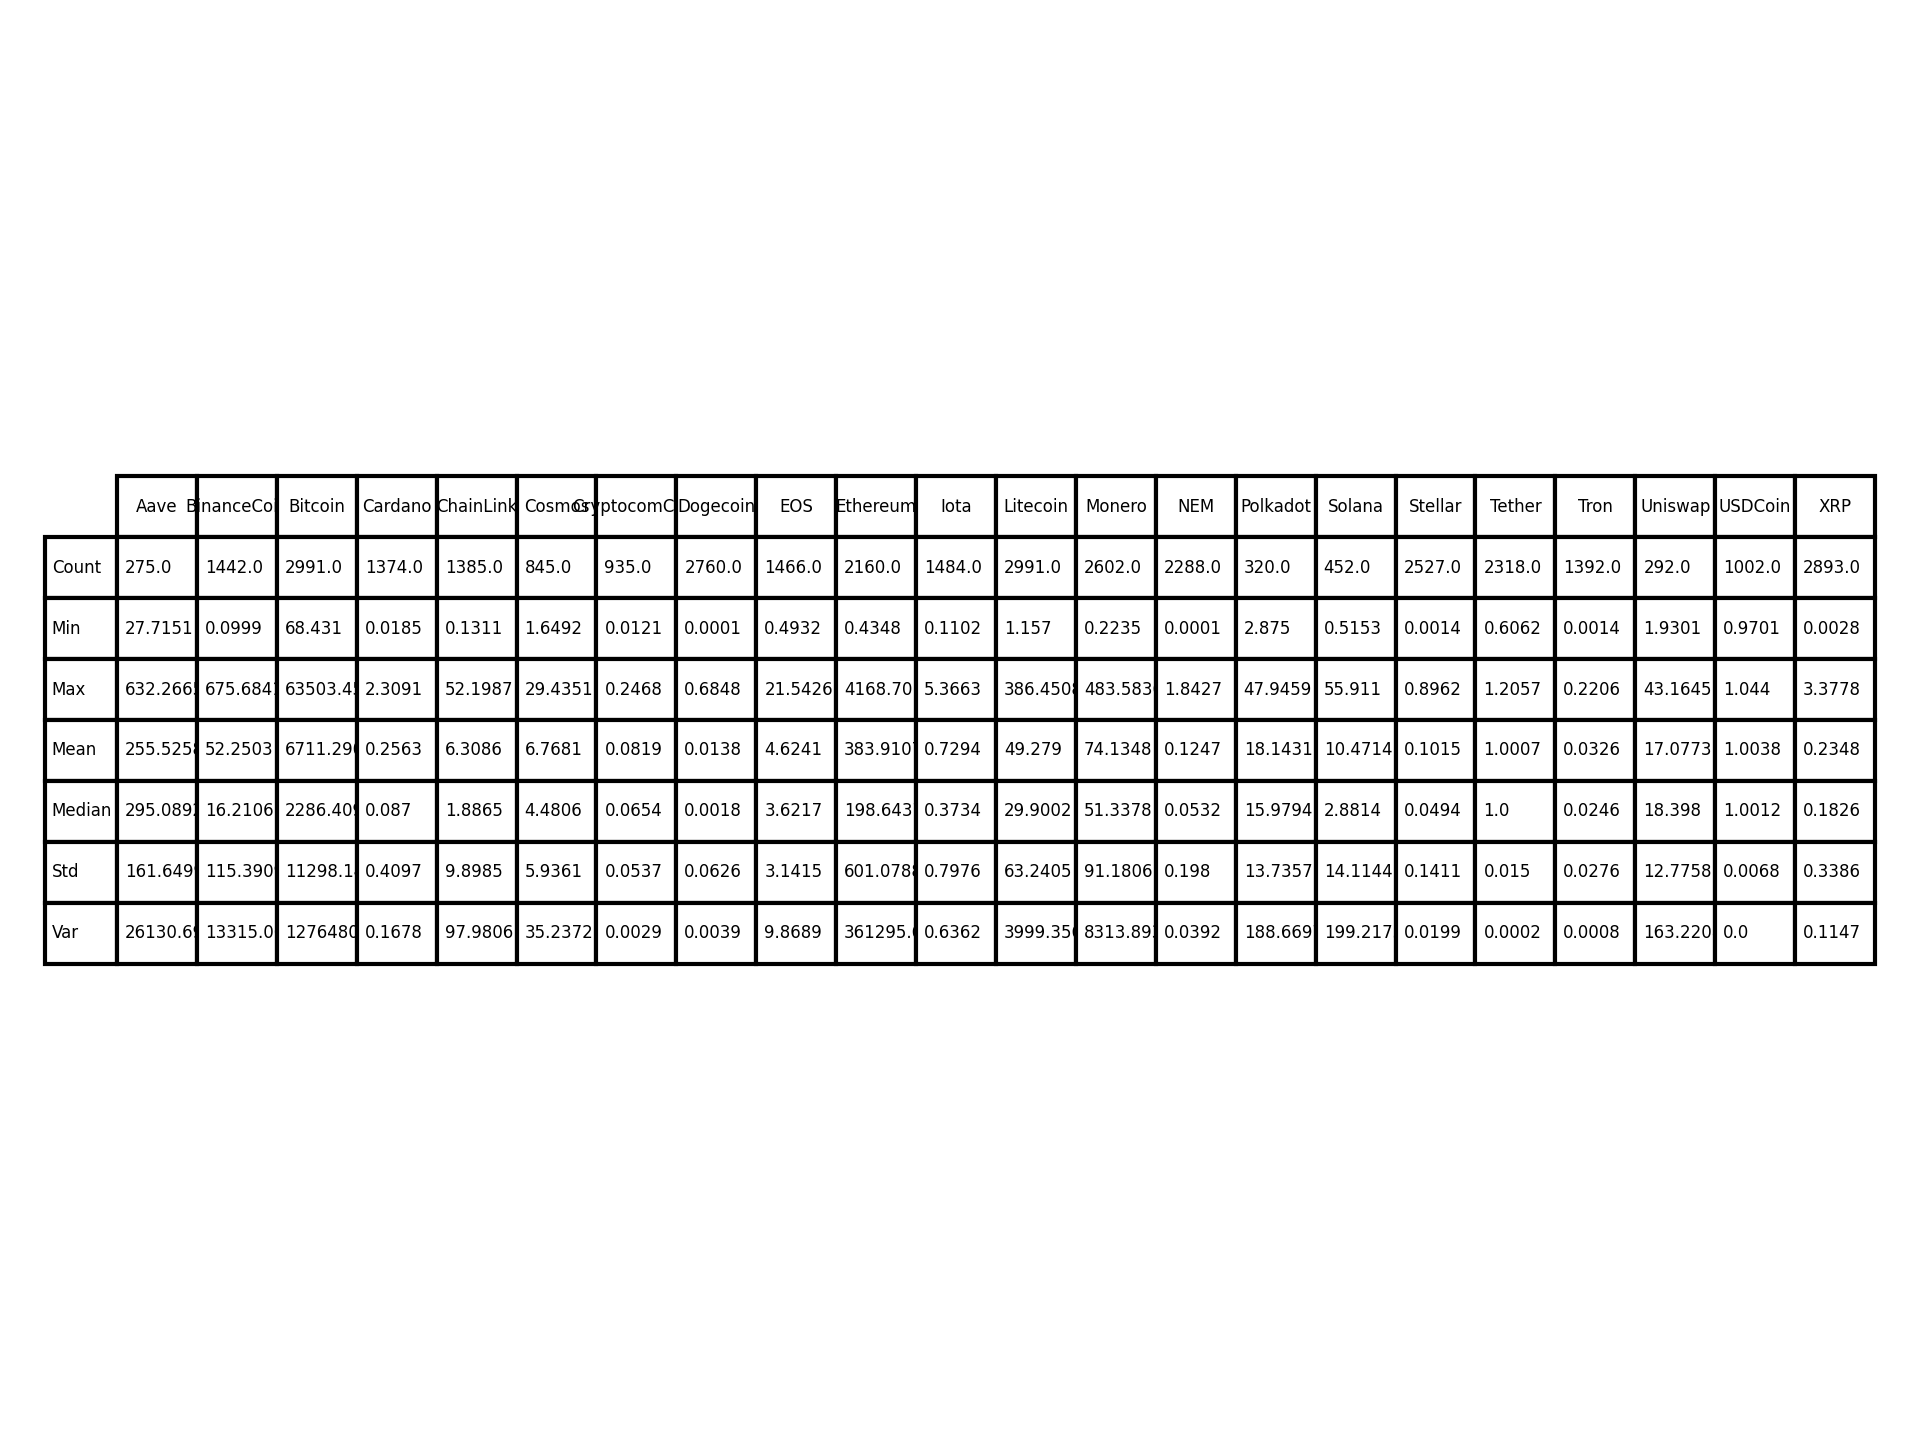 Aave BinanceCoi Bitcoin Cardano ChainLink Cosmos CryptocomC Dogecoin EOS Ethereum Iota Litecoin Monero NEM Polkadot Solana Stellar Tether Tron Uniswap USDCoin XRP
Count 275.0 1442.0 2991.0 1374.0 1385.0 845.0 935.0 2760.0 1466.0 2160.0 1484.0 2991.0 2602.0 2288.0 320.0 452.0 2527.0 2318.0 1392.0 292.0 1002.0 2893.0
Min 27.7151 0.0999 68.431 0.0185 0.1311 1.6492 0.0121 0.0001 0.4932 0.4348 0.1102 1.157 0.2235 0.0001 2.875 0.5153 0.0014 0.6062 0.0014 1.9301 0.9701 0.0028
Max 632.266 675.684 63503.4 2.3091 52.1987 29.4351 0.2468 0.6848 21.5426 4168.70 5.3663 386.450 483.583 1.8427 47.9459 55.911 0.8962 1.2057 0.2206 43.1645 1.044 3.3778
Mean 255.525 52.2503 6711.29 0.2563 6.3086 6.7681 0.0819 0.0138 4.6241 383.910 0.7294 49.279 74.1348 0.1247 18.1431 10.4714 0.1015 1.0007 0.0326 17.0773 1.0038 0.2348
Median 295.089 16.2106 2286.40 0.087 1.8865 4.4806 0.0654 0.0018 3.6217 198.643 0.3734 29.9002 51.3378 0.0532 15.9794 2.8814 0.0494 1.0 0.0246 18.398 1.0012 0.1826
Std 161.649 115.390 11298.1 0.4097 9.8985 5.9361 0.0537 0.0626 3.1415 601.078 0.7976 63.2405 91.1806 0.198 13.7357 14.1144 0.1411 0.015 0.0276 12.7758 0.0068 0.3386
Var 26130.6 13315.0 1276480 0.1678 97.9806 35.2372 0.0029 0.0039 9.8689 361295. 0.6362 3999.35 8313.89 0.0392 188.669 199.217 0.0199 0.0002 0.0008 163.220 0.0 0.1147